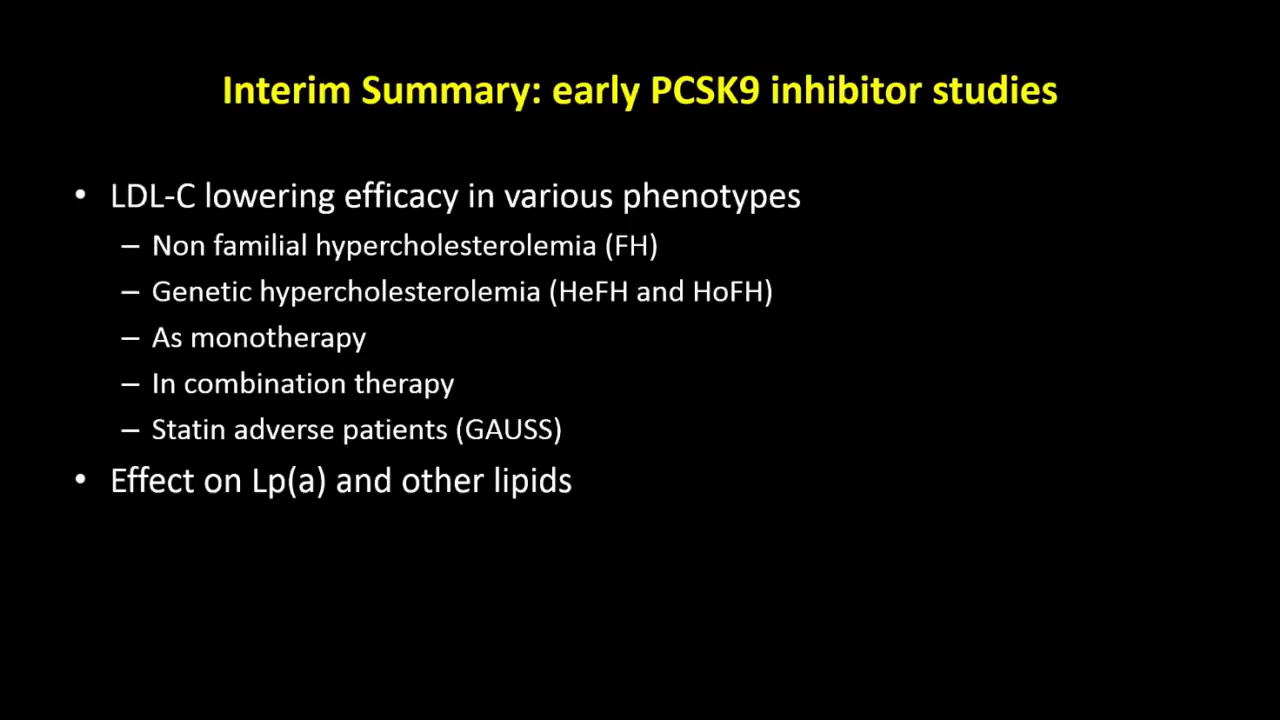 Interim Summary: early PCSK9 inhibitor studies
• LDL-C lowering efficacy in various phenotypes
– Non familial hypercholesterolemia (FH)
– Genetic hypercholesterolemia (HeFH and HoFH)
– As monotherapy
– In combination therapy
– Statin adverse patients (GAUSS)
• Effect on Lp(a) and other lipids